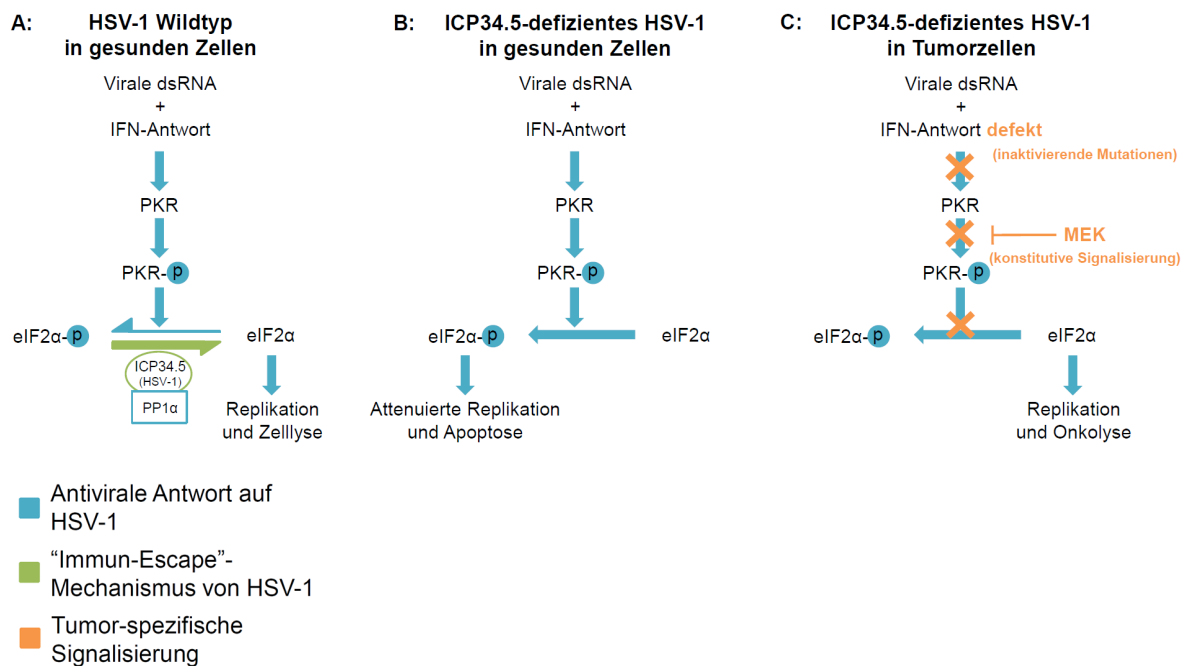 A:
HSV-1 Wildtyp
in gesunden Zellen
Virale dsRNA
+
IFN-Antwort
PKR
PKR-p
eIF2α-p
eIF2α
ICP34.5
(HSV-1)
PP1α
Replikation
und Zelllyse
B:
ICP34.5-defizientes HSV-1
in gesunden Zellen
Virale dsRNA
+
IFN-Antwort
PKR
PKR-p
eIF2α-p
eIF2α
Attenuierte Replikation
und Apoptose
C:
ICP34.5-defizientes HSV-1
in Tumorzellen
Virale dsRNA
+
IFN-Antwort defekt
(inaktivierende Mutationen)
PKR
MEK
(konstitutive Signalisierung)
PKR-p
eIF2α-p
eIF2α
Replikation
und Onkolyse
Antivirale Antwort auf
HSV-1
“Immun-Escape”-
Mechanismus von HSV-1
Tumor-spezifische
Signalisierung